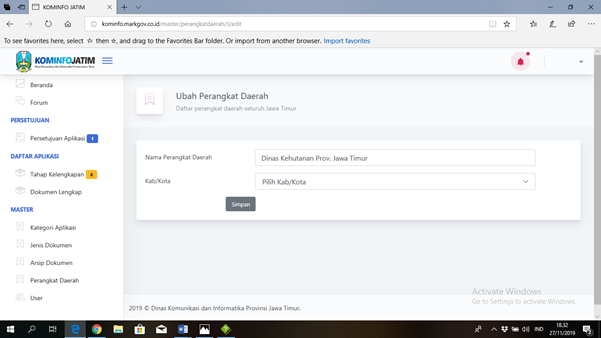 KOMINFO JATIM
kominfo.markgov.co.id/master/perangkatdaerah/3/edit
To see favorites here, select ☆ then ☆, and drag to the Favorites Bar folder. Or import from another browser. Import favorites
KOMINFOJATIM
Beranda
Forum
PERSETUJUAN
Persetujuan Aplikasi 1
DAFTAR APLIKASI
Tahap Kelengkapan 4
Dokumen Lengkap
MASTER
Kategori Aplikasi
Jenis Dokumen
Arsip Dokumen
Perangkat Daerah
User
Ubah Perangkat Daerah
Daftar perangkat daerah seluruh Jawa Timur
Nama Perangkat Daerah
Dinas Kehutanan Prov. Jawa Timur
Kab/Kota
Pilih Kab/Kota
Simpan
Activate Windows
Go to Settings to activate Windows.
2019 © Dinas Komunikasi dan Informatika Provinsi Jawa Timur.
IND
18.32
27/11/2019